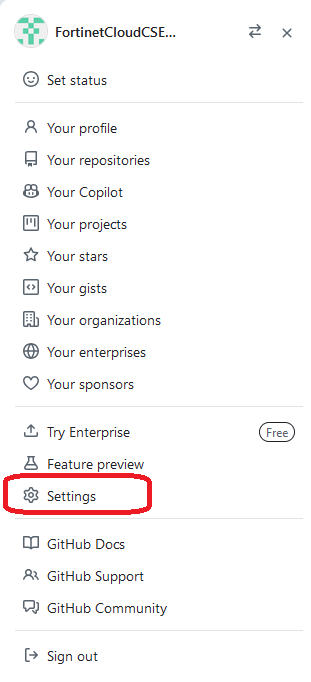 FortinetCloudCSE...
Set status
Your profile
Your repositories
Your Copilot
Your projects
Your stars
Your gists
Your organizations
Your enterprises
Your sponsors
Try Enterprise Free
Feature preview
Settings
GitHub Docs
GitHub Support
GitHub Community
Sign out